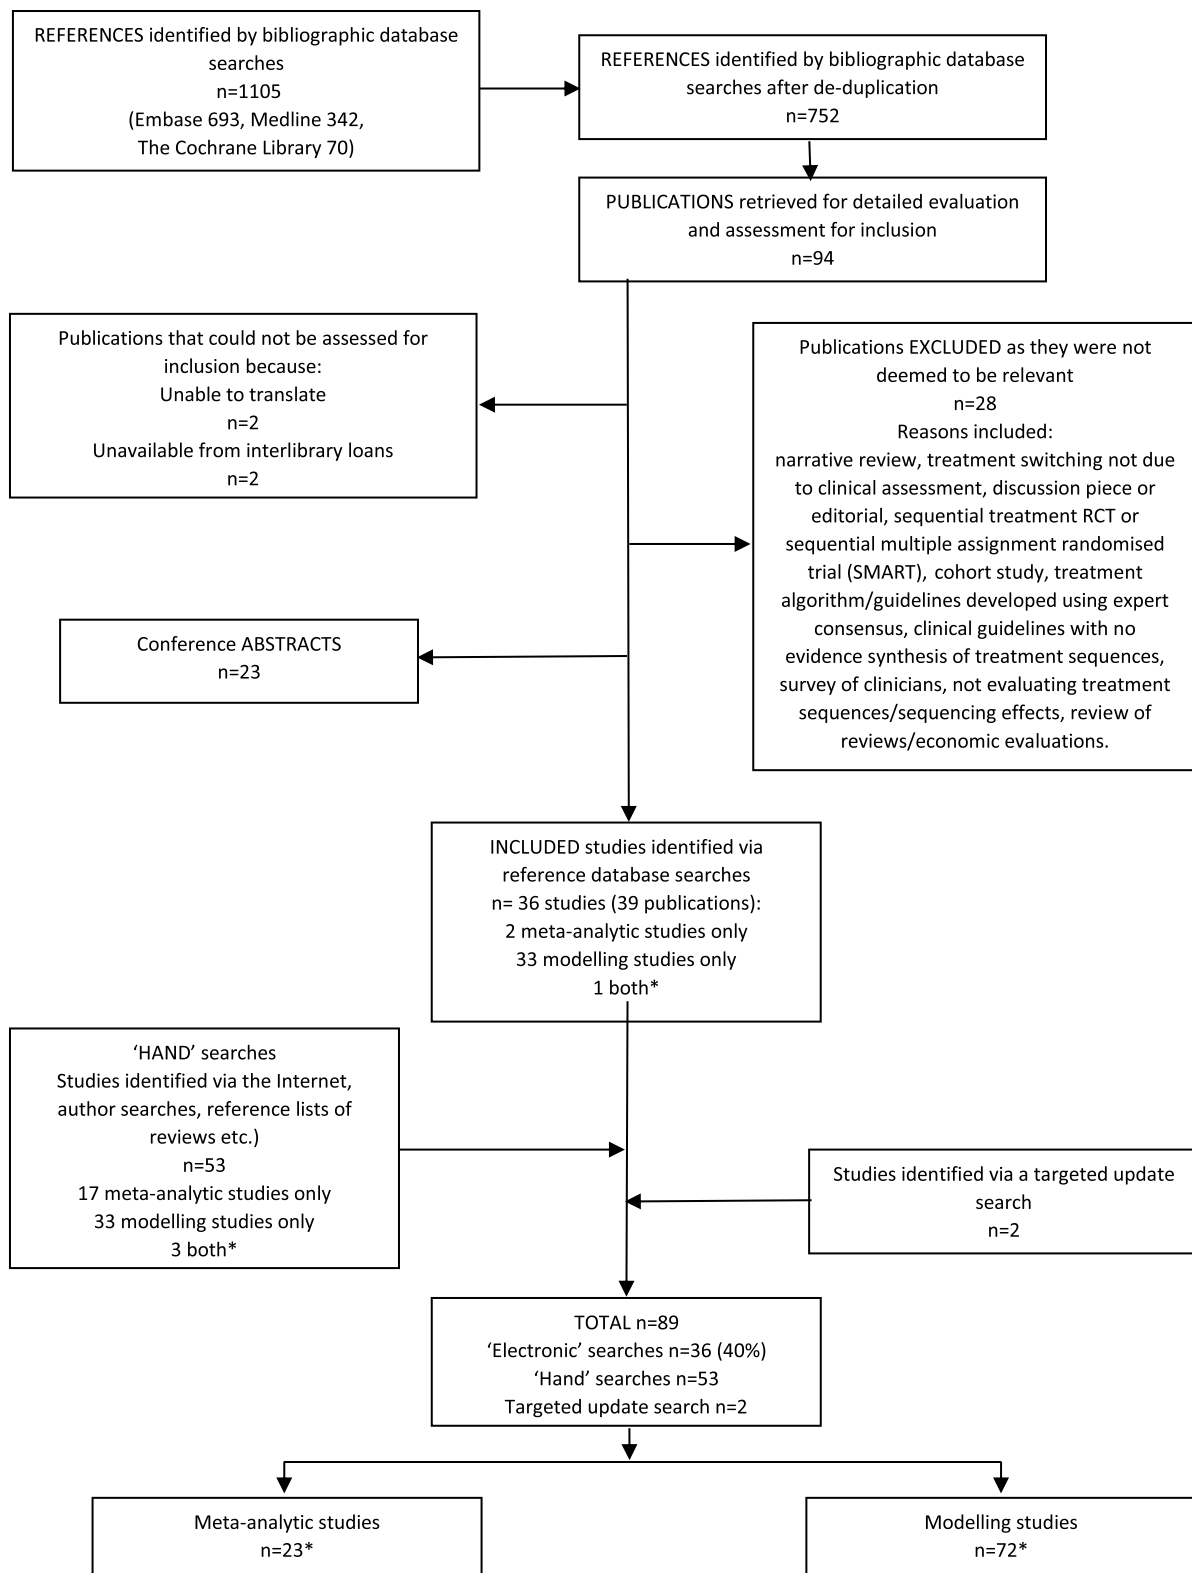 REFERENCES identified by bibliographic database
searches
n=1105
(Embase 693, Medline 342,
The Cochrane Library 70)
REFERENCES identified by bibliographic database
searches after de-duplication
n=752
PUBLICATIONS retrieved for detailed evaluation
and assessment for inclusion
n=94
Publications that could not be assessed for
inclusion because:
Unable to translate
n=2
Unavailable from interlibrary loans
n=2
Publications EXCLUDED as they were not
deemed to be relevant
n=28
Reasons included:
narrative review, treatment switching not due
to clinical assessment, discussion piece or
editorial, sequential treatment RCT or
sequential multiple assignment randomised
trial (SMART), cohort study, treatment
algorithm/guidelines developed using expert
consensus, clinical guidelines with no
evidence synthesis of treatment sequences,
survey of clinicians, not evaluating treatment
sequences/sequencing effects, review of
reviews/economic evaluations.
Conference ABSTRACTS
n=23
INCLUDED studies identified via
reference database searches
n= 36 studies (39 publications):
2 meta-analytic studies only
33 modelling studies only
1 both*
‘HAND’ searches
Studies identified via the Internet,
author searches, reference lists of
reviews etc.)
n=53
17 meta-analytic studies only
33 modelling studies only
3 both*
Studies identified via a targeted update
search
n=2
TOTAL n=89
‘Electronic’ searches n=36 (40%)
‘Hand’ searches n=53
Targeted update search n=2
Meta-analytic studies
n=23*
Modelling studies
n=72*